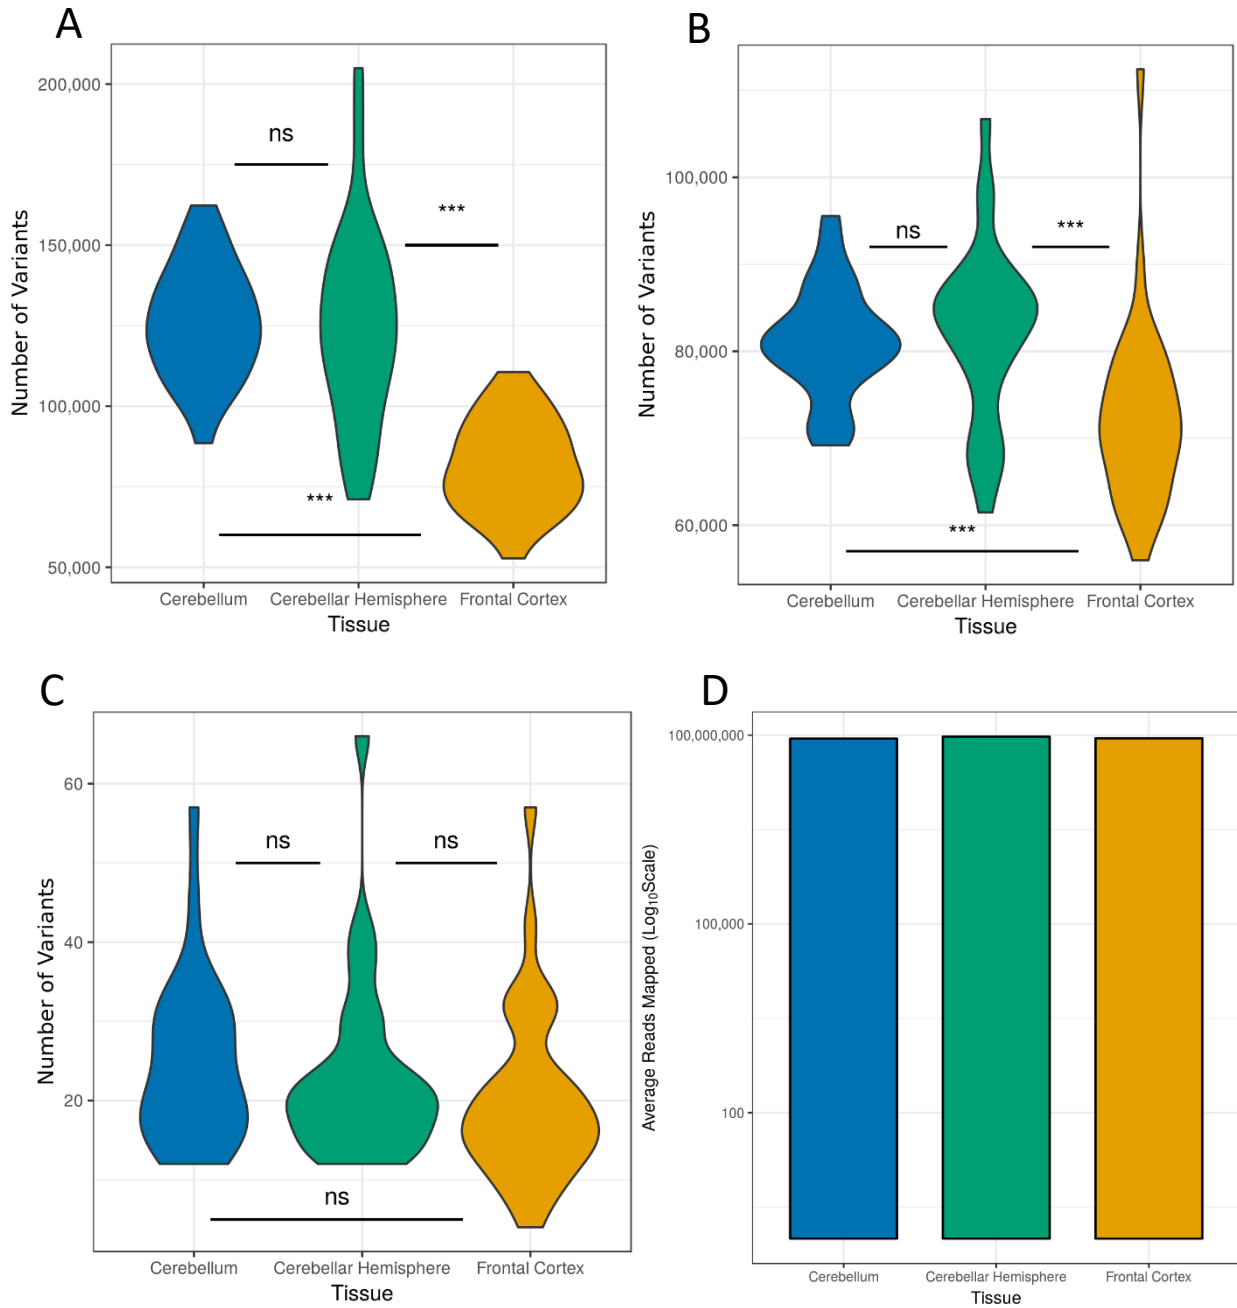 A
Number of Variants
200,000
150,000
100,000
50,000
ns
***
***
Cerebellum Cerebellar Hemisphere Frontal Cortex
Tissue
B
Number of Variants
100,000
80,000
60,000
ns
***
***
Cerebellum Cerebellar Hemisphere Frontal Cortex
Tissue
C
Number of Variants
60
40
20
ns
ns
ns
Cerebellum Cerebellar Hemisphere Frontal Cortex
Tissue
D
Average Reads Mapped (Log₁₀Scale)
100,000,000
100,000
100
Cerebellum Cerebellar Hemisphere Frontal Cortex
Tissue